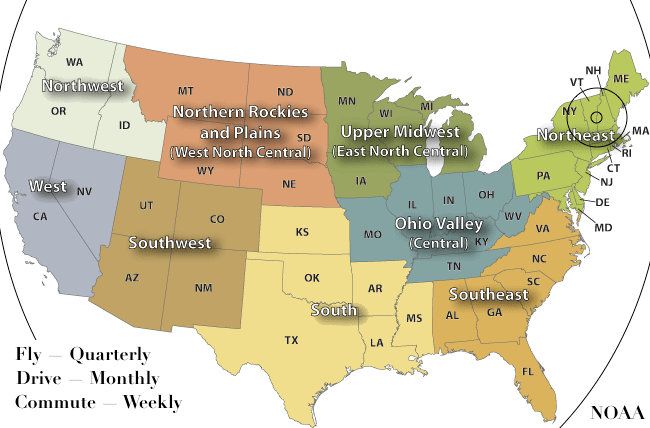 WA
Northwest
OR
ID
MT
ND
Northern Rockies
and Plains
(West North Central)
SD
WY
NE
MN
WI
MI
Upper Midwest
(East North Central)
IA
VT
NH
ME
NY
Northeast
MA
RI
CT
NJ
PA
DE
MD
West
NV
CA
UT
CO
Southwest
AZ
NM
KS
OK
AR
South
TX
LA
MS
IL
IN
OH
WV
Ohio Valley
(Central)
MO
KY
TN
VA
NC
SC
Southeast
AL
GA
FL
Fly — Quarterly
Drive — Monthly
Commute — Weekly
NOAA